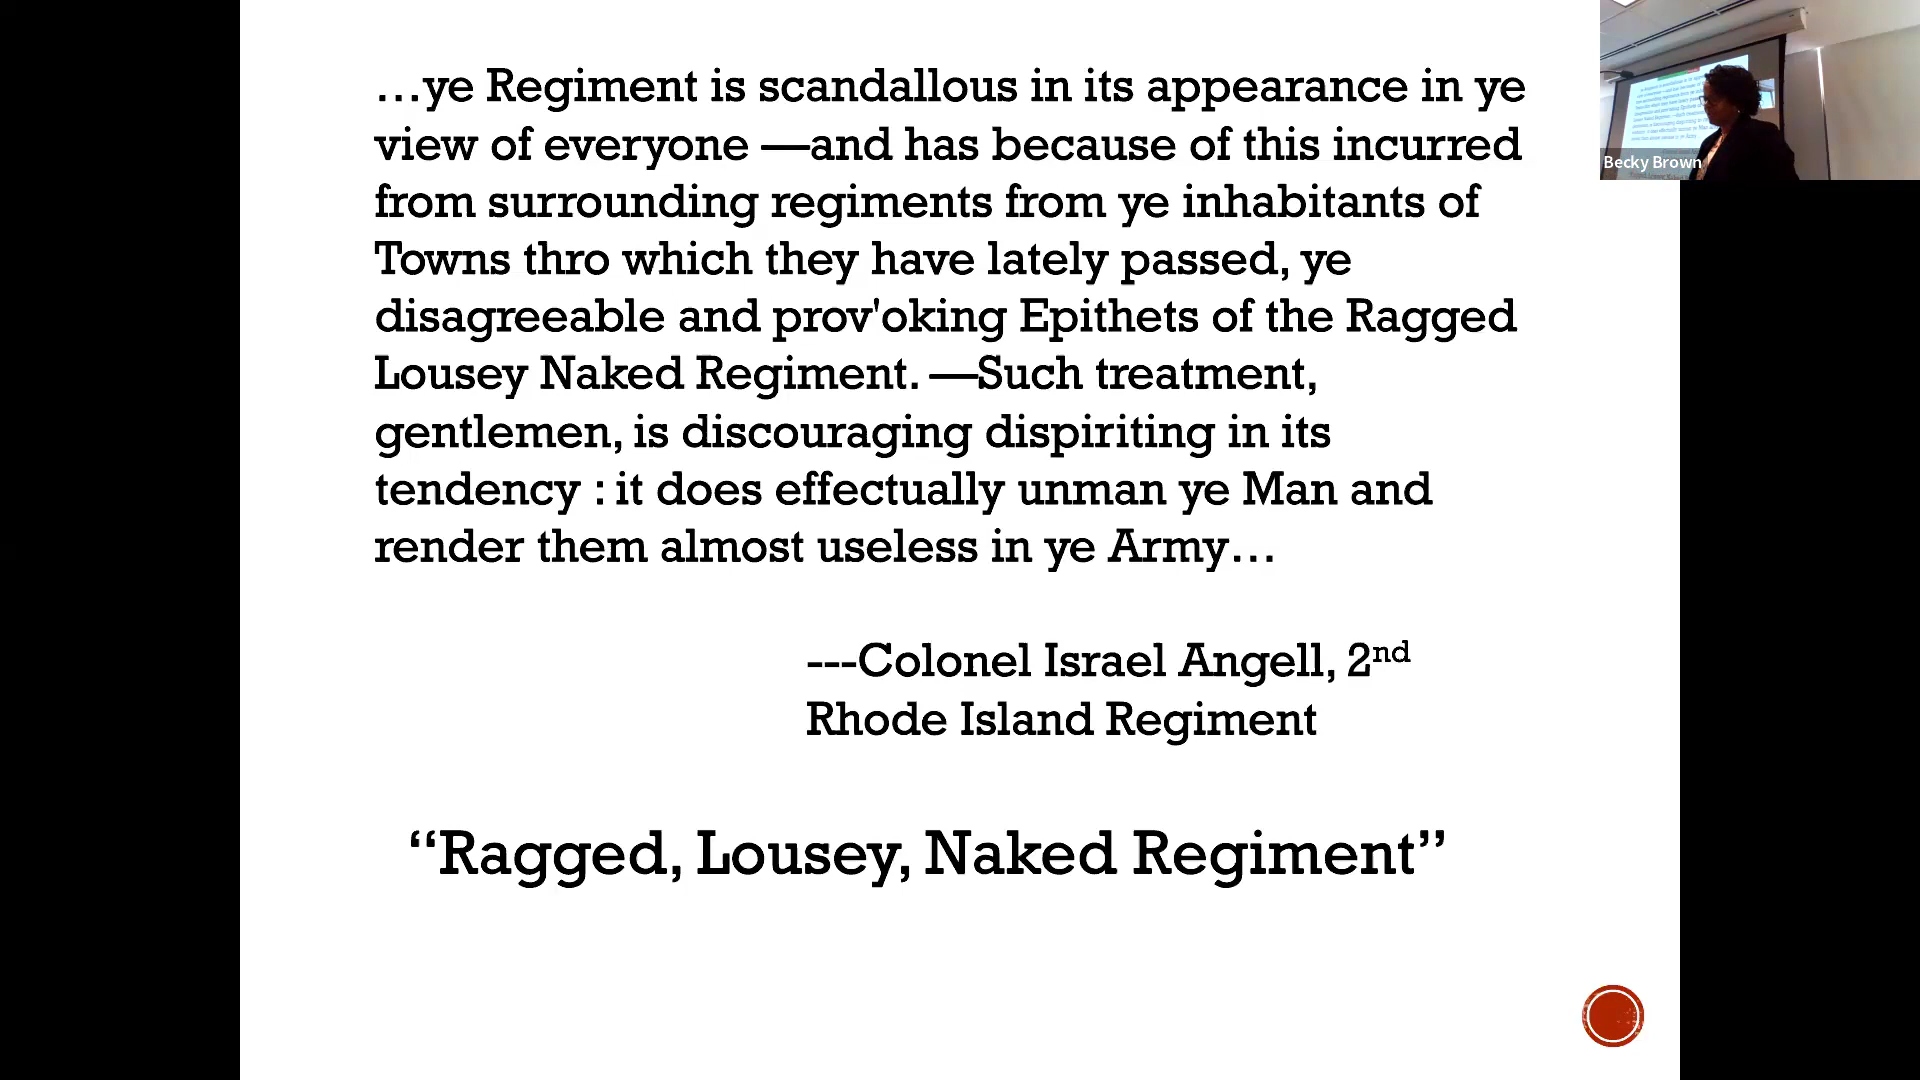 …ye Regiment is scandallous in its appearance in ye
view of everyone —and has because of this incurred
from surrounding regiments from ye inhabitants of
Towns thro which they have lately passed, ye
disagreeable and prov'oking Epithets of the Ragged
Lousey Naked Regiment. —Such treatment,
gentlemen, is discouraging dispiriting in its
tendency : it does effectually unman ye Man and
render them almost useless in ye Army…
---Colonel Israel Angell, 2nd
Rhode Island Regiment
“Ragged, Lousey, Naked Regiment”
Becky Brown